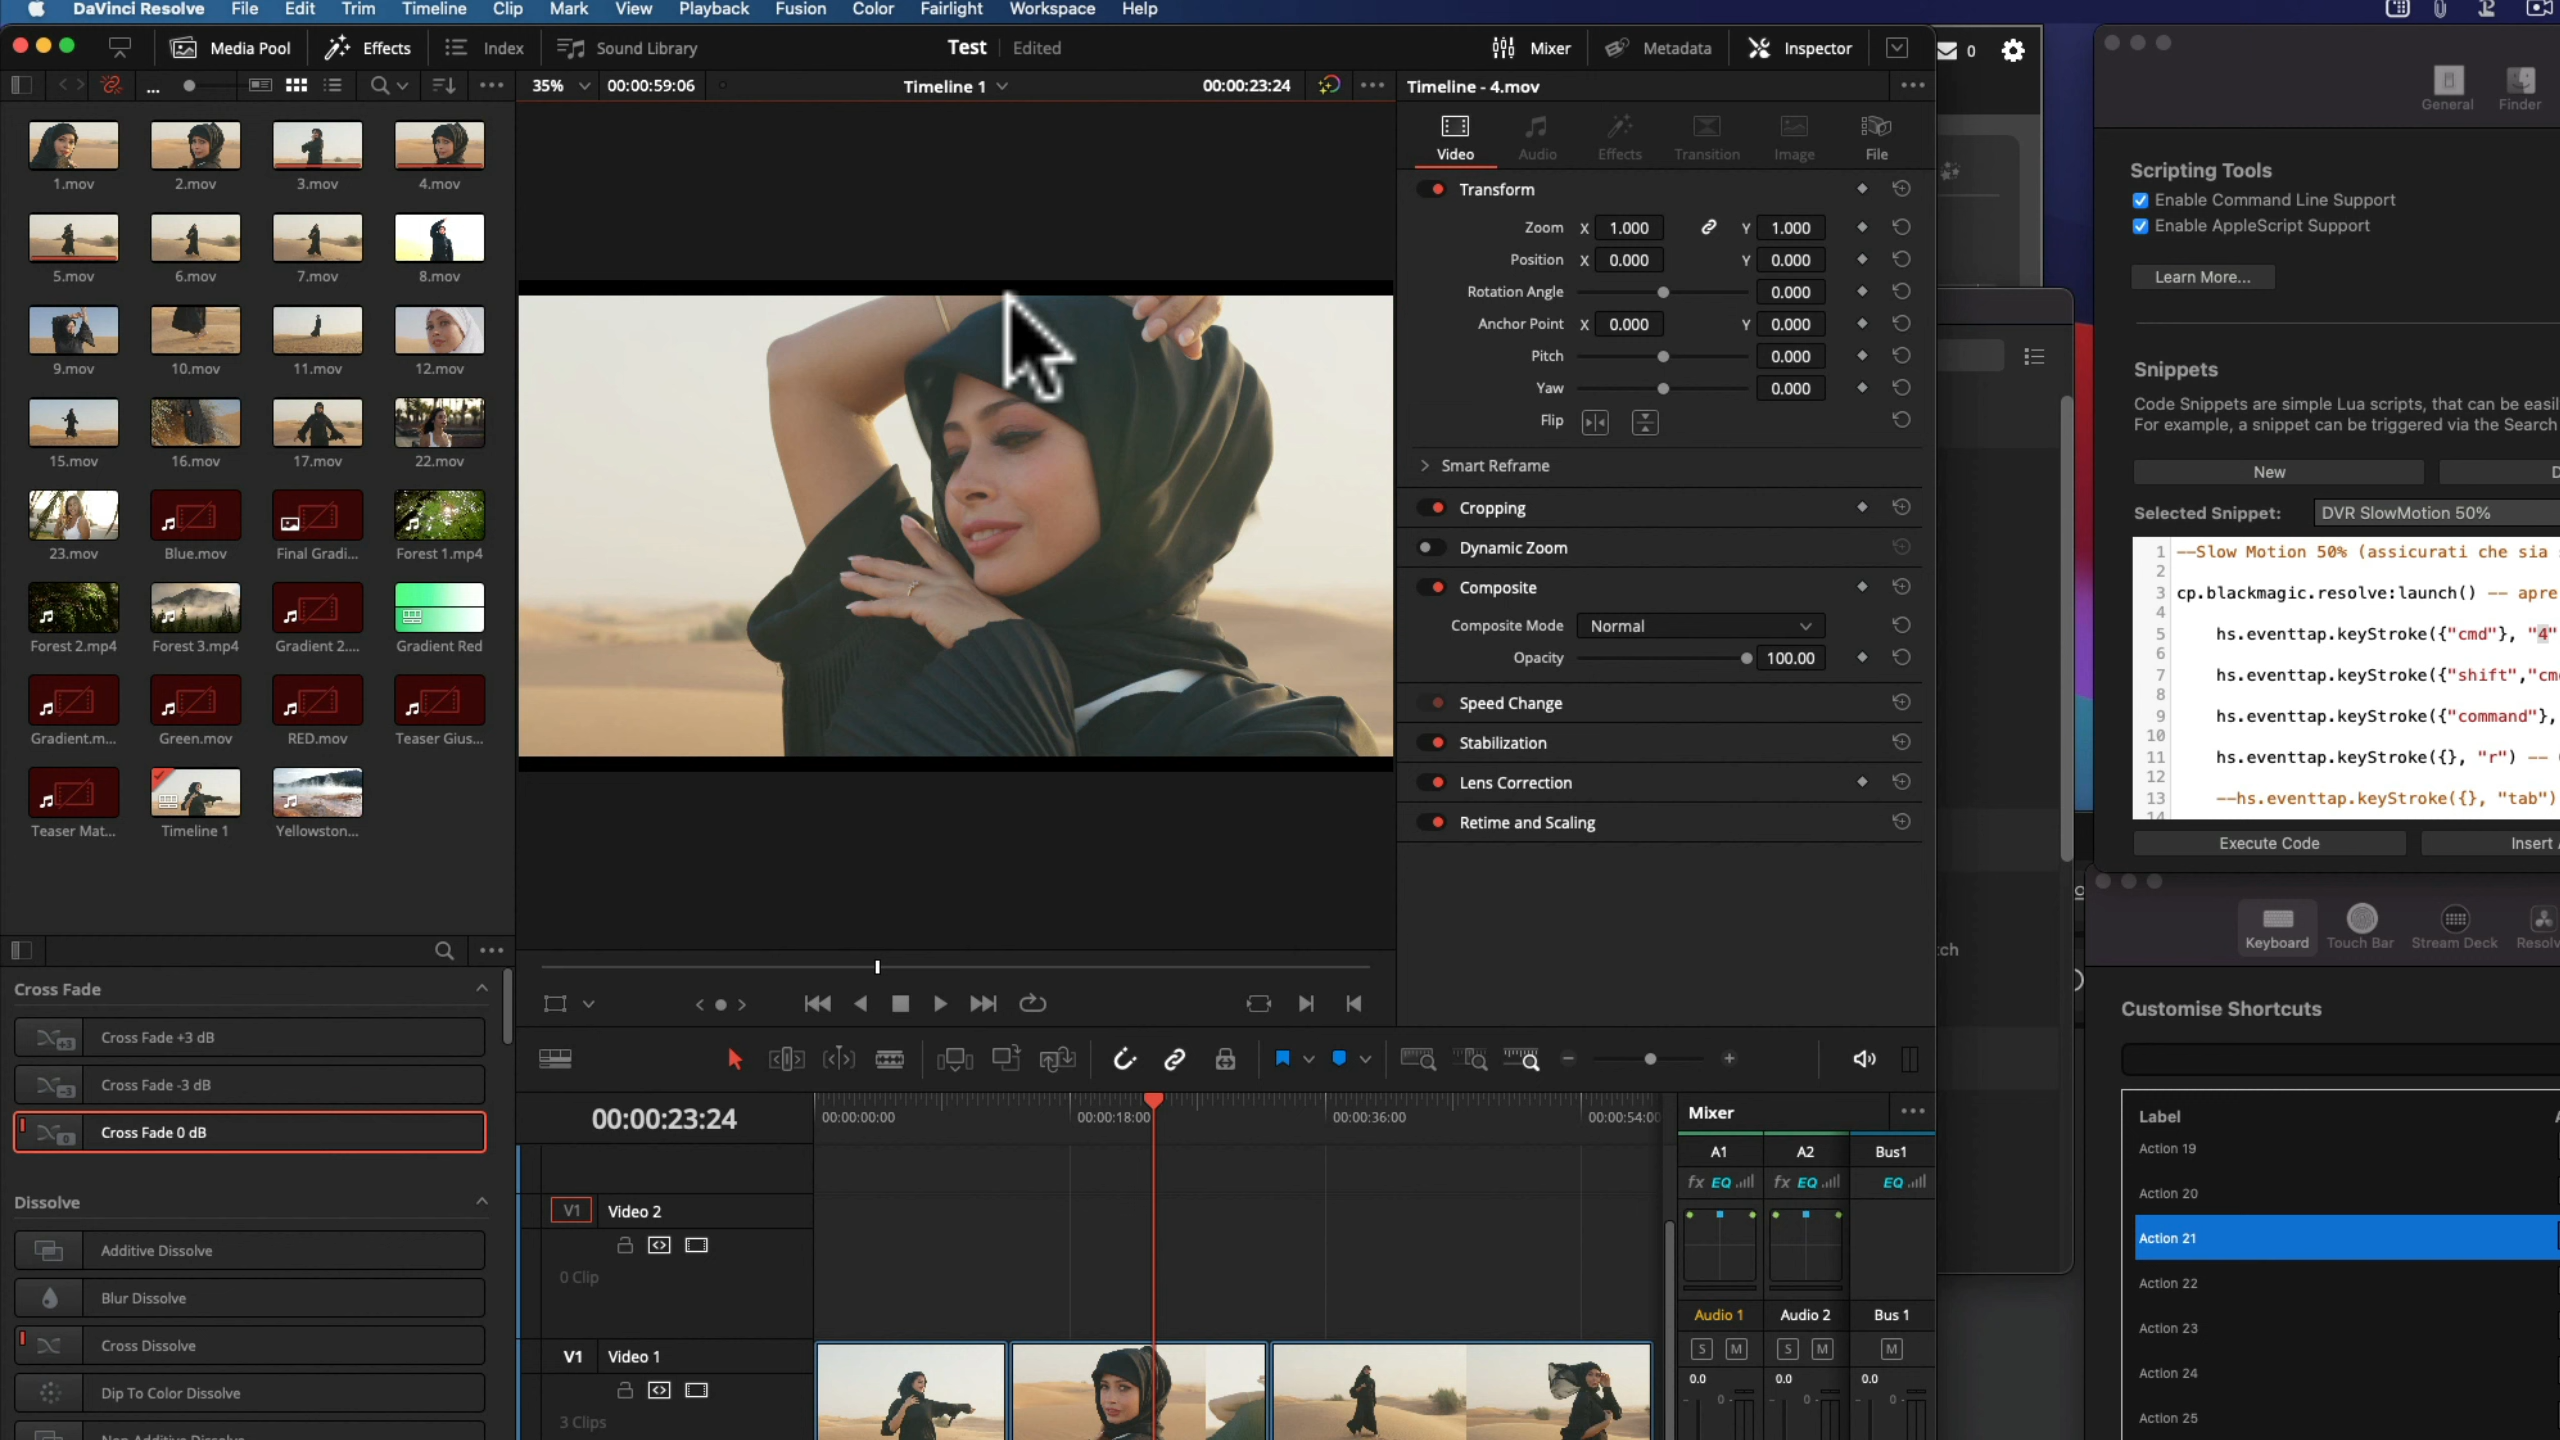 DaVinci Resolve File Edit Trim Timeline Clip Mark View Playback Fusion Color Fairlight Workspace Help
Media Pool Effects Index Sound Library
Test Edited
Mixer Metadata Inspector
0
General Finder
...
35% 00:00:59:06 Timeline 1 00:00:23:24
Timeline - 4.mov
Video Audio Effects Transition Image File
1.mov 2.mov 3.mov 4.mov
5.mov 6.mov 7.mov 8.mov
9.mov 10.mov 11.mov 12.mov
15.mov 16.mov 17.mov 22.mov
23.mov Blue.mov Final Gradi... Forest 1.mp4
Forest 2.mp4 Forest 3.mp4 Gradient 2.... Gradient Red
Gradient.m... Green.mov RED.mov Teaser Gius...
Teaser Mat... Timeline 1 Yellowston...
Transform
Zoom X 1.000 Y 1.000
Position X 0.000 Y 0.000
Rotation Angle 0.000
Anchor Point X 0.000 Y 0.000
Pitch 0.000
Yaw 0.000
Flip
Smart Reframe
Cropping
Dynamic Zoom
Composite
Composite Mode Normal
Opacity 100.00
Speed Change
Stabilization
Lens Correction
Retime and Scaling
Scripting Tools
Enable Command Line Support
Enable AppleScript Support
Learn More...
Snippets
Code Snippets are simple Lua scripts, that can be easil
For example, a snippet can be triggered via the Search
New D
Selected Snippet: DVR SlowMotion 50%
1 --Slow Motion 50% (assicurati che sia
2
3 cp.blackmagic.resolve:launch() -- apre
4
5 hs.eventtap.keyStroke({"cmd"}, "4"
6
7 hs.eventtap.keyStroke({"shift","cm
8
9 hs.eventtap.keyStroke({"command"},
10
11 hs.eventtap.keyStroke({}, "r") --
12
13 --hs.eventtap.keyStroke({}, "tab")
14
Execute Code Insert
Keyboard Touch Bar Stream Deck Resolv
ch
Customise Shortcuts
Label
Action 19
Action 20
Action 21
Action 22
Action 23
Action 24
Action 25
Cross Fade
Cross Fade +3 dB
Cross Fade -3 dB
Cross Fade 0 dB
Dissolve
Additive Dissolve
Blur Dissolve
Cross Dissolve
Dip To Color Dissolve
Non-Additive Dissolve
00:00:23:24
00:00:00:00 00:00:18:00 00:00:36:00 00:00:54:00
V1 Video 2
0 Clip
V1 Video 1
3 Clips
Mixer
A1 A2 Bus1
fx EQ fx EQ EQ
Audio 1 Audio 2 Bus 1
S M S M M
0.0 0.0 0.0
0 0 0